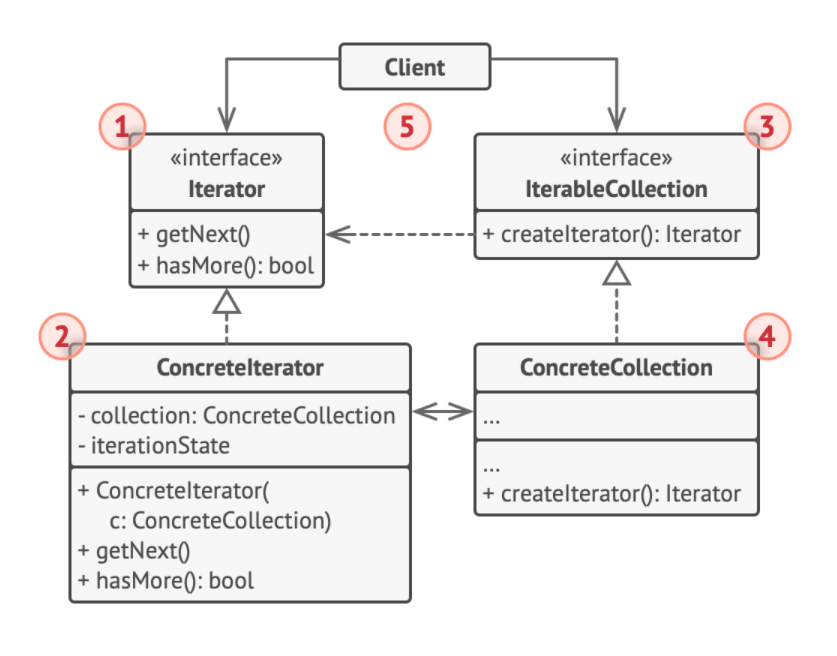 Client
1
5
3
«interface»
Iterator
+ getNext()
+ hasMore(): bool
«interface»
IterableCollection
+ createIterator(): Iterator
2
ConcreteIterator
- collection: ConcreteCollection
- iterationState
+ ConcreteIterator(
c: ConcreteCollection)
+ getNext()
+ hasMore(): bool
4
ConcreteCollection
...
...
+ createIterator(): Iterator